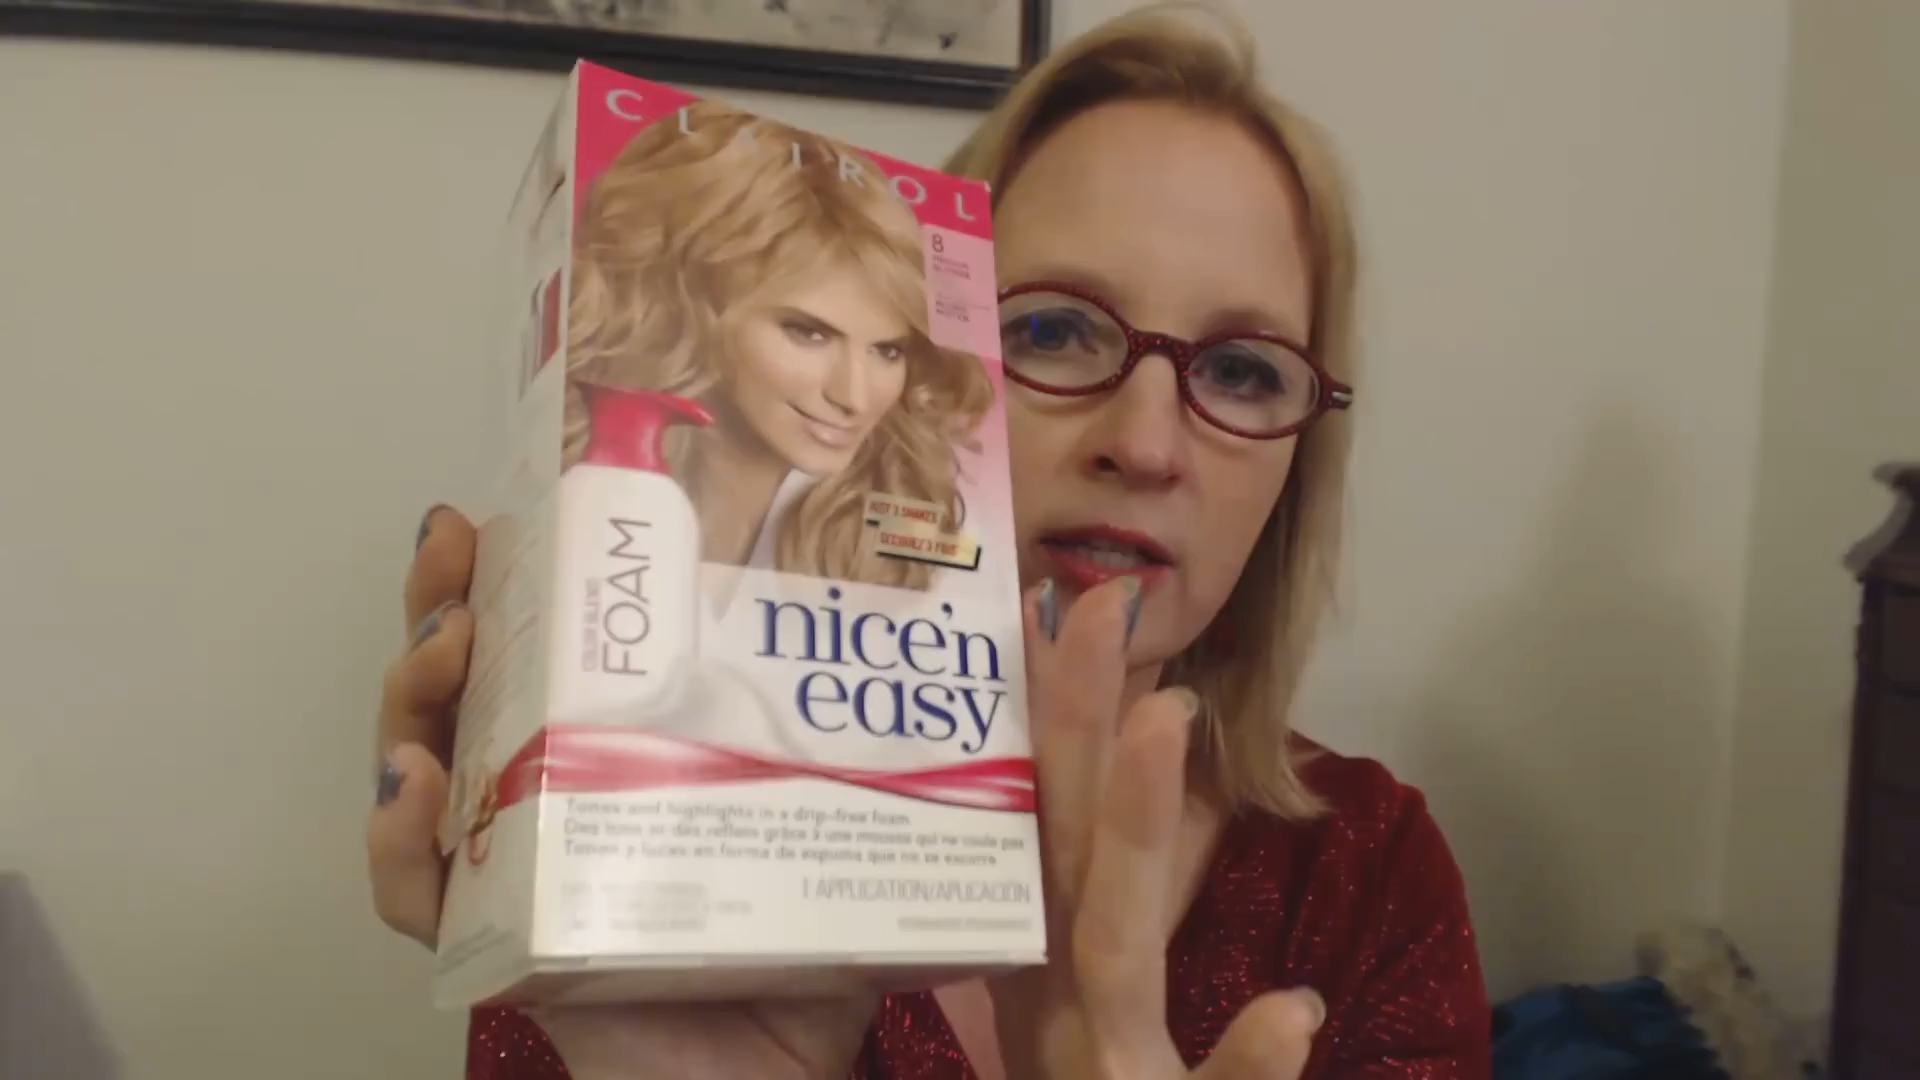 CLAIROL
8
MEDIUM
BLONDE
JUST 3 SHAKES
SECOUEZ 3 FOIS
COLOR BLEND
FOAM
nice'n
easy
Tones and highlights in a drip-free foam.
Des tons et des reflets grâce à une mousse qui ne coule pas
Tonos y luces en forma de espuma que no se escurre
1 APPLICATION/APLICACIÓN